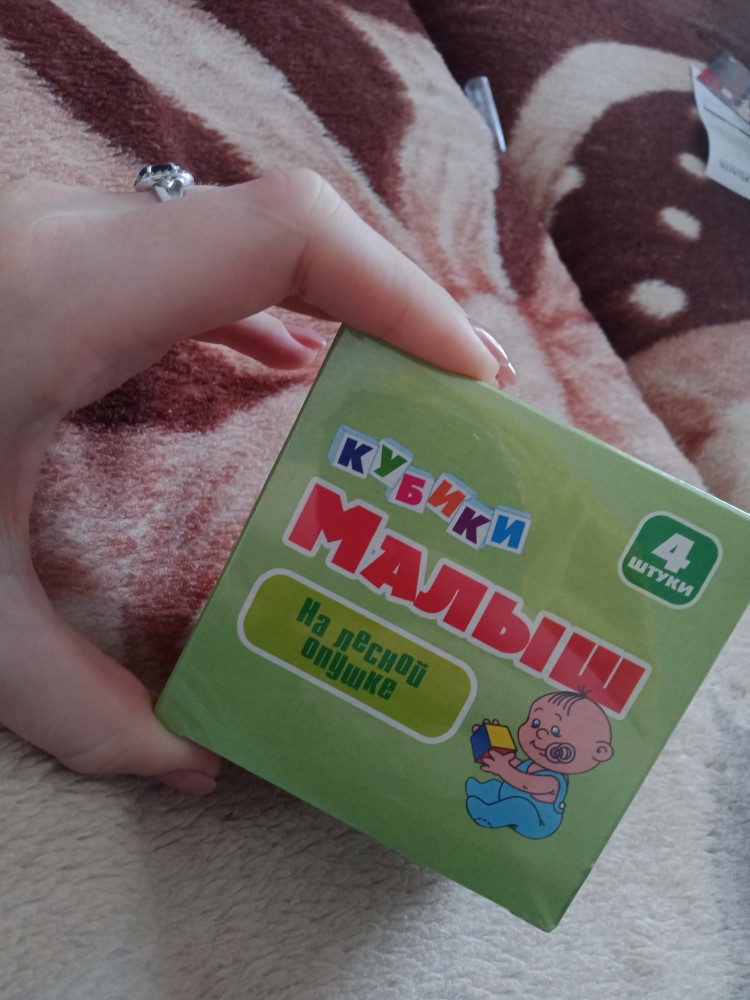 КУБИКИ
МАЛЫШ
4
ШТУКИ
На лесной
опушке